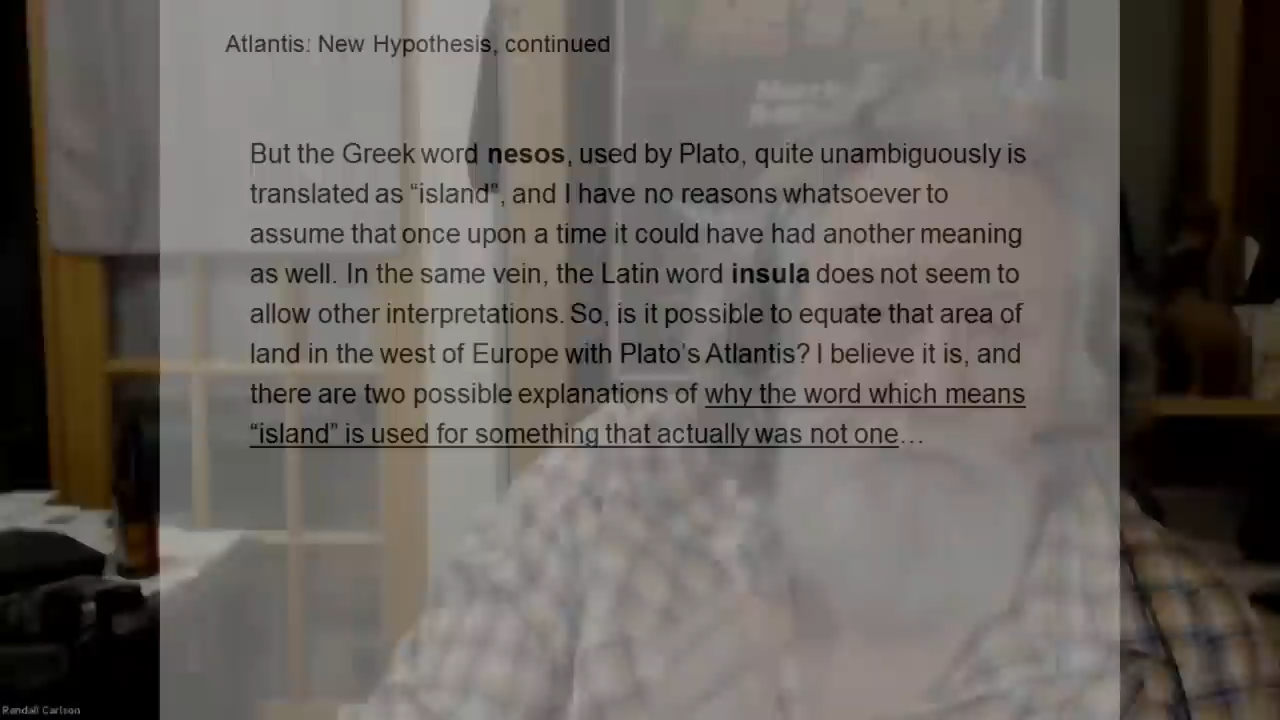 Atlantis: New Hypothesis, continued
But the Greek word nesos, used by Plato, quite unambiguously is
translated as “island”, and I have no reasons whatsoever to
assume that once upon a time it could have had another meaning
as well. In the same vein, the Latin word insula does not seem to
allow other interpretations. So, is it possible to equate that area of
land in the west of Europe with Plato’s Atlantis? I believe it is, and
there are two possible explanations of why the word which means
“island” is used for something that actually was not one…
Randall Carlson